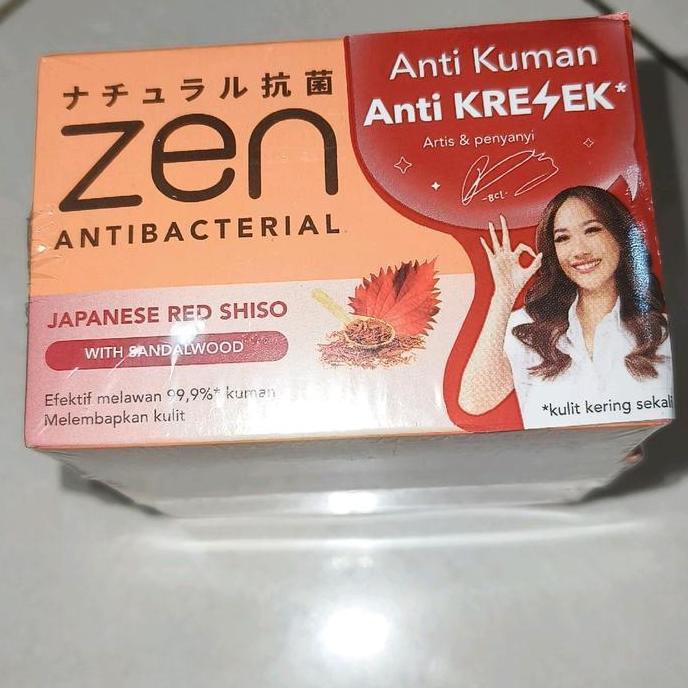 ナチュラル抗菌
zen
ANTIBACTERIAL
JAPANESE RED SHISO
WITH SANDALWOOD
Efektif melawan 99,9%* kuman
Melembapkan kulit
Anti Kuman
Anti KRESEK*
Artis & penyanyi
-BCL-
*kulit kering sekali